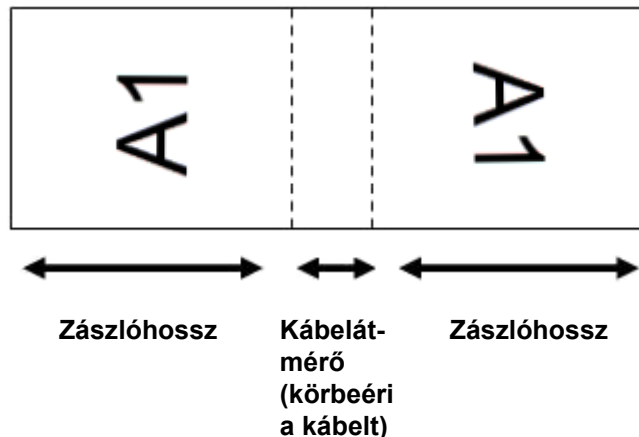 A1
A1
Zászlóhossz
Kábelát-
mérő
(körbeéri
a kábelt)
Zászlóhossz